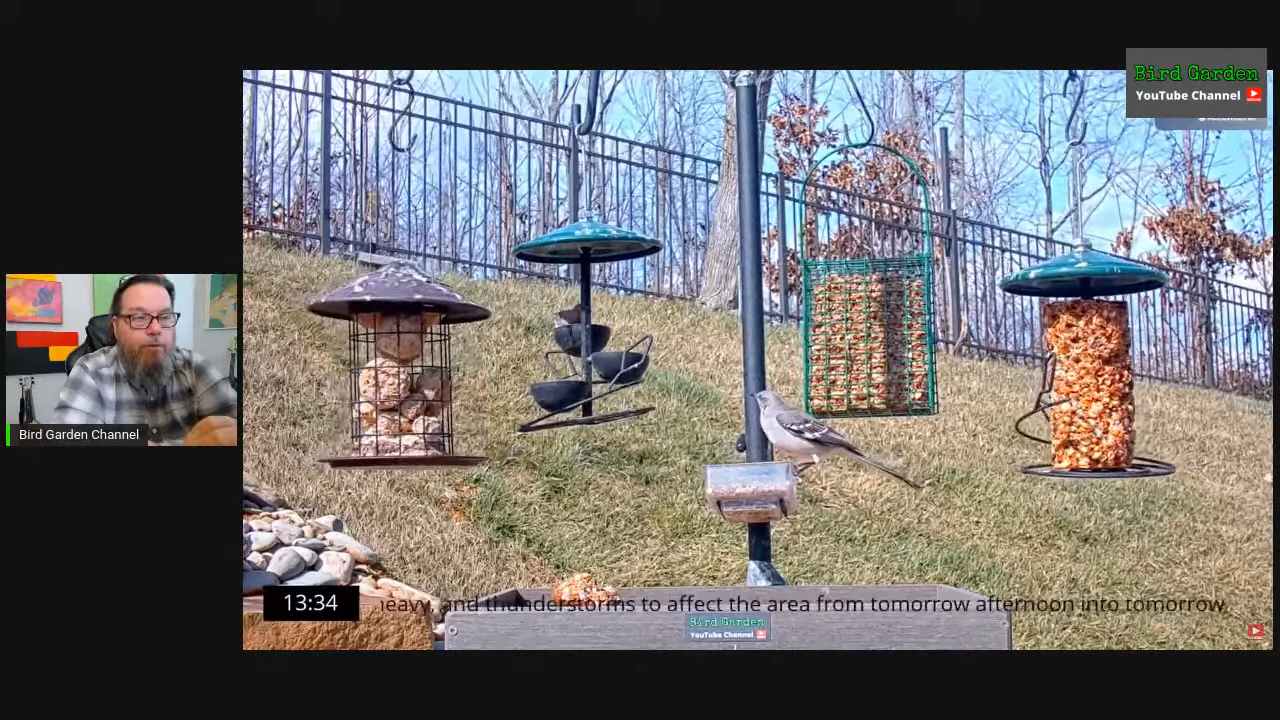 Bird Garden
YouTube Channel
Bird Garden Channel
13:34
heavy, and thunderstorms to affect the area from tomorrow afternoon into tomorrow
Bird Garden
YouTube Channel